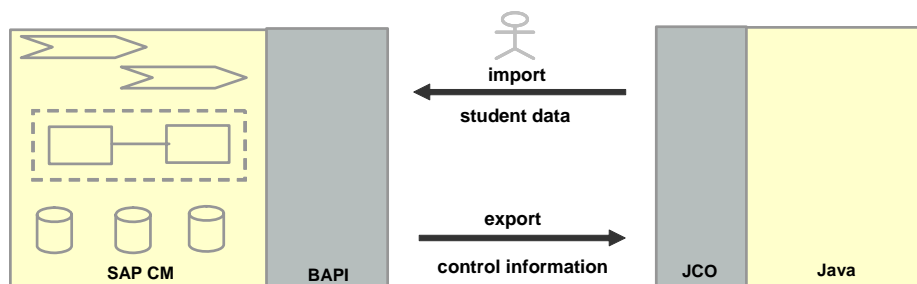 import
student data
export
control information
SAP CM
BAPI
JCO
Java